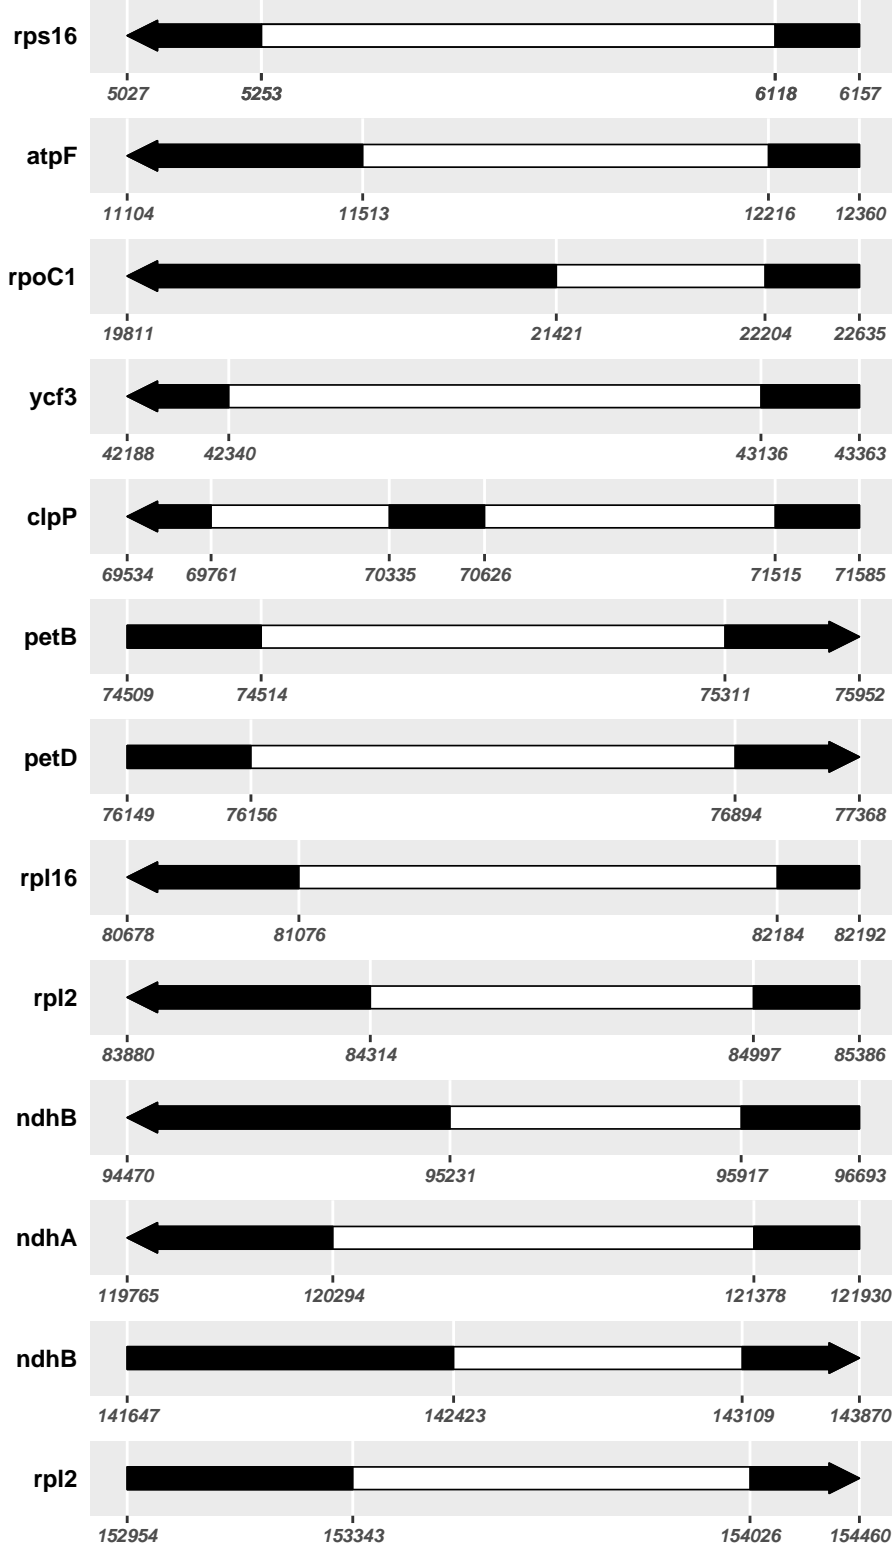 rps16
5027 5253 6118 6157
atpF
11104 11513 12216 12360
rpoC1
19811 21421 22204 22635
ycf3
42188 42340 43136 43363
clpP
69534 69761 70335 70626 71515 71585
petB
74509 74514 75311 75952
petD
76149 76156 76894 77368
rpl16
80678 81076 82184 82192
rpl2
83880 84314 84997 85386
ndhB
94470 95231 95917 96693
ndhA
119765 120294 121378 121930
ndhB
141647 142423 143109 143870
rpl2
152954 153343 154026 154460